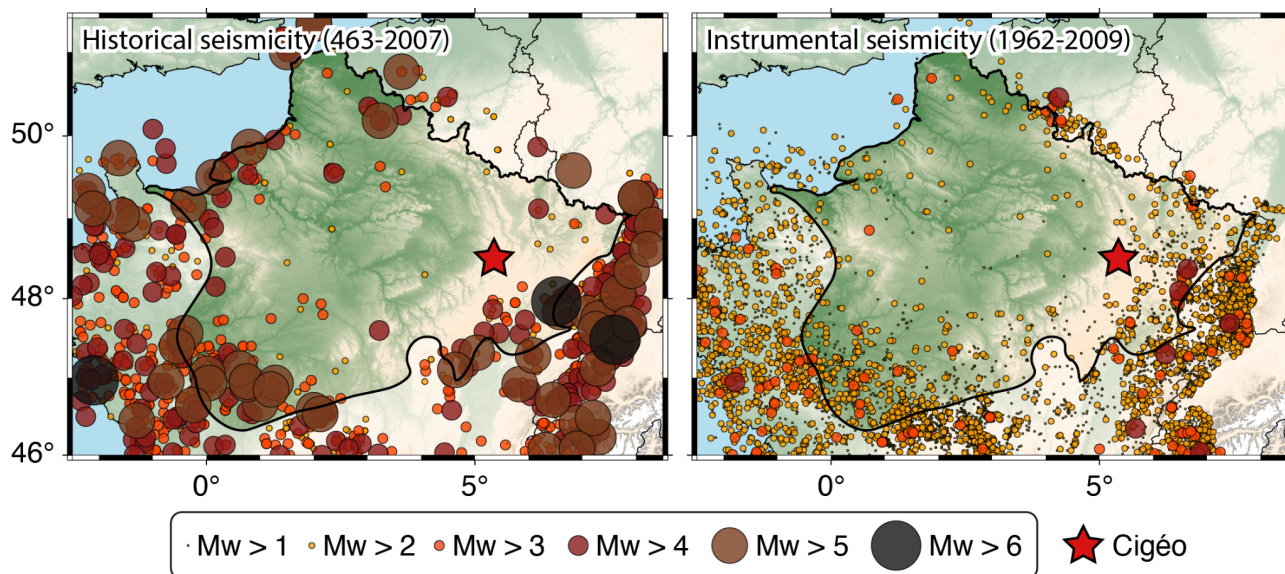 Historical seismicity (463-2007)
Instrumental seismicity (1962-2009)
50°
48°
46°
0°
5°
0°
5°
Mw > 1
Mw > 2
Mw > 3
Mw > 4
Mw > 5
Mw > 6
Cigéo